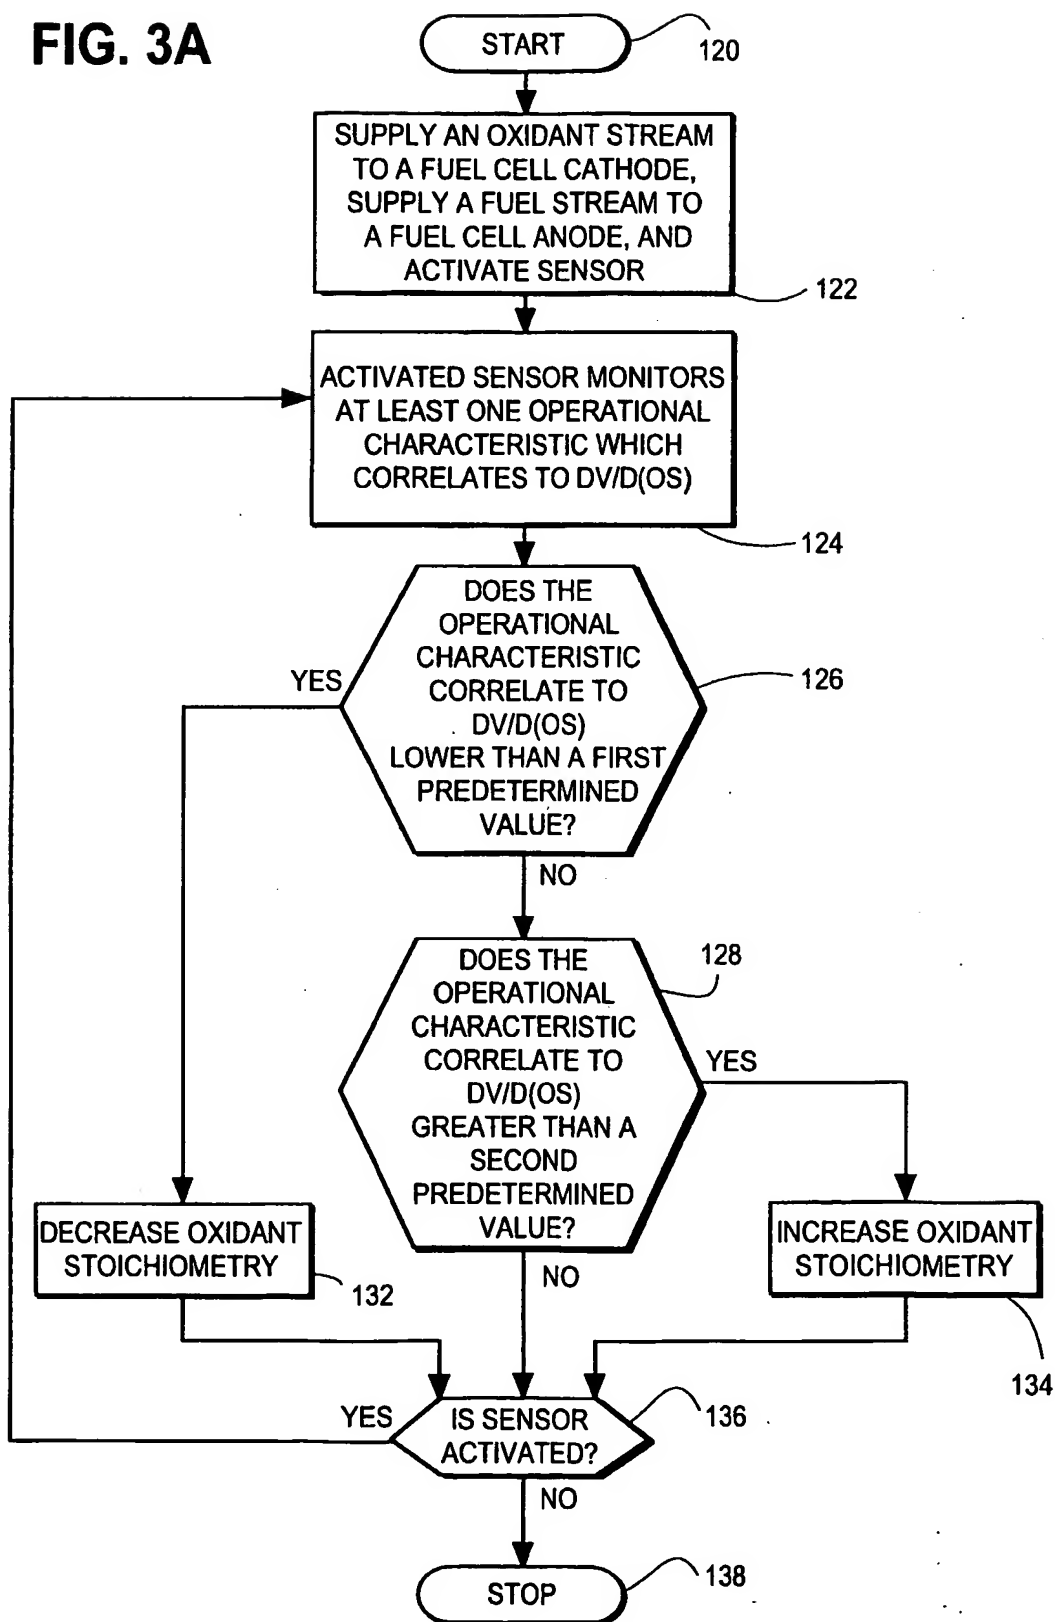 FIG. 3A
START
120
SUPPLY AN OXIDANT STREAM
TO A FUEL CELL CATHODE,
SUPPLY A FUEL STREAM TO
A FUEL CELL ANODE, AND
ACTIVATE SENSOR
122
ACTIVATED SENSOR MONITORS
AT LEAST ONE OPERATIONAL
CHARACTERISTIC WHICH
CORRELATES TO DV/D(OS)
124
DOES THE
OPERATIONAL
CHARACTERISTIC
CORRELATE TO
DV/D(OS)
LOWER THAN A FIRST
PREDETERMINED
VALUE?
126
YES
NO
DOES THE
OPERATIONAL
CHARACTERISTIC
CORRELATE TO
DV/D(OS)
GREATER THAN A
SECOND
PREDETERMINED
VALUE?
128
YES
NO
DECREASE OXIDANT
STOICHIOMETRY
132
INCREASE OXIDANT
STOICHIOMETRY
134
IS SENSOR
ACTIVATED?
136
YES
NO
STOP
138